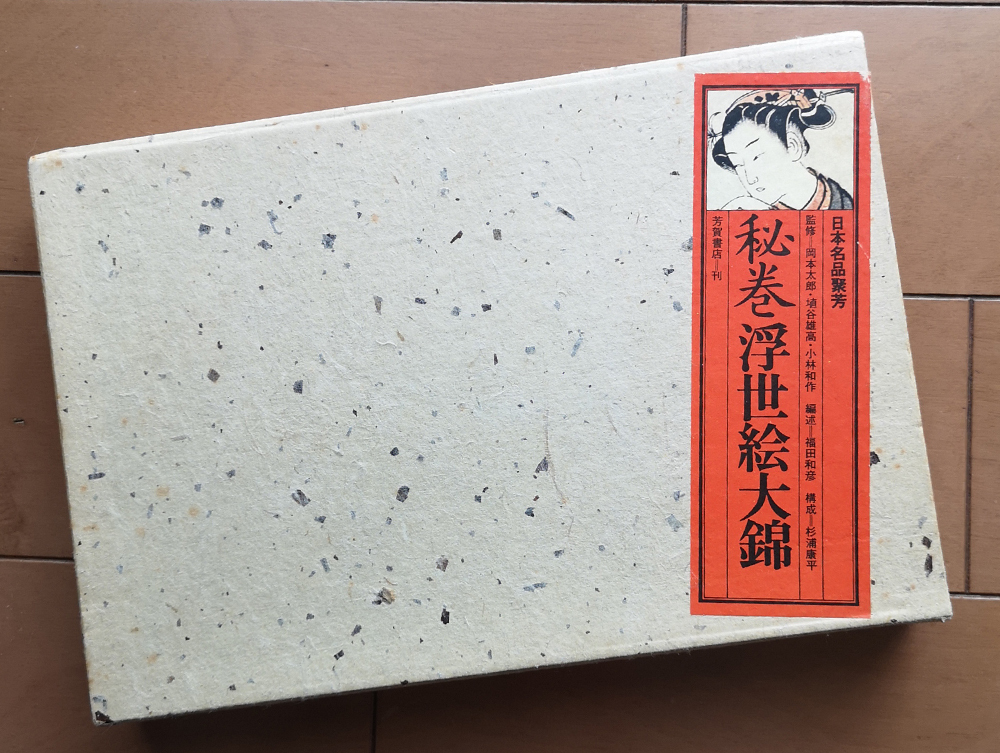 日本名品聚芳
監修=岡本太郎・埴谷雄高・小林和作 編述=福田和彦 構成=杉浦康平
秘巻浮世絵大錦
芳賀書店=刊